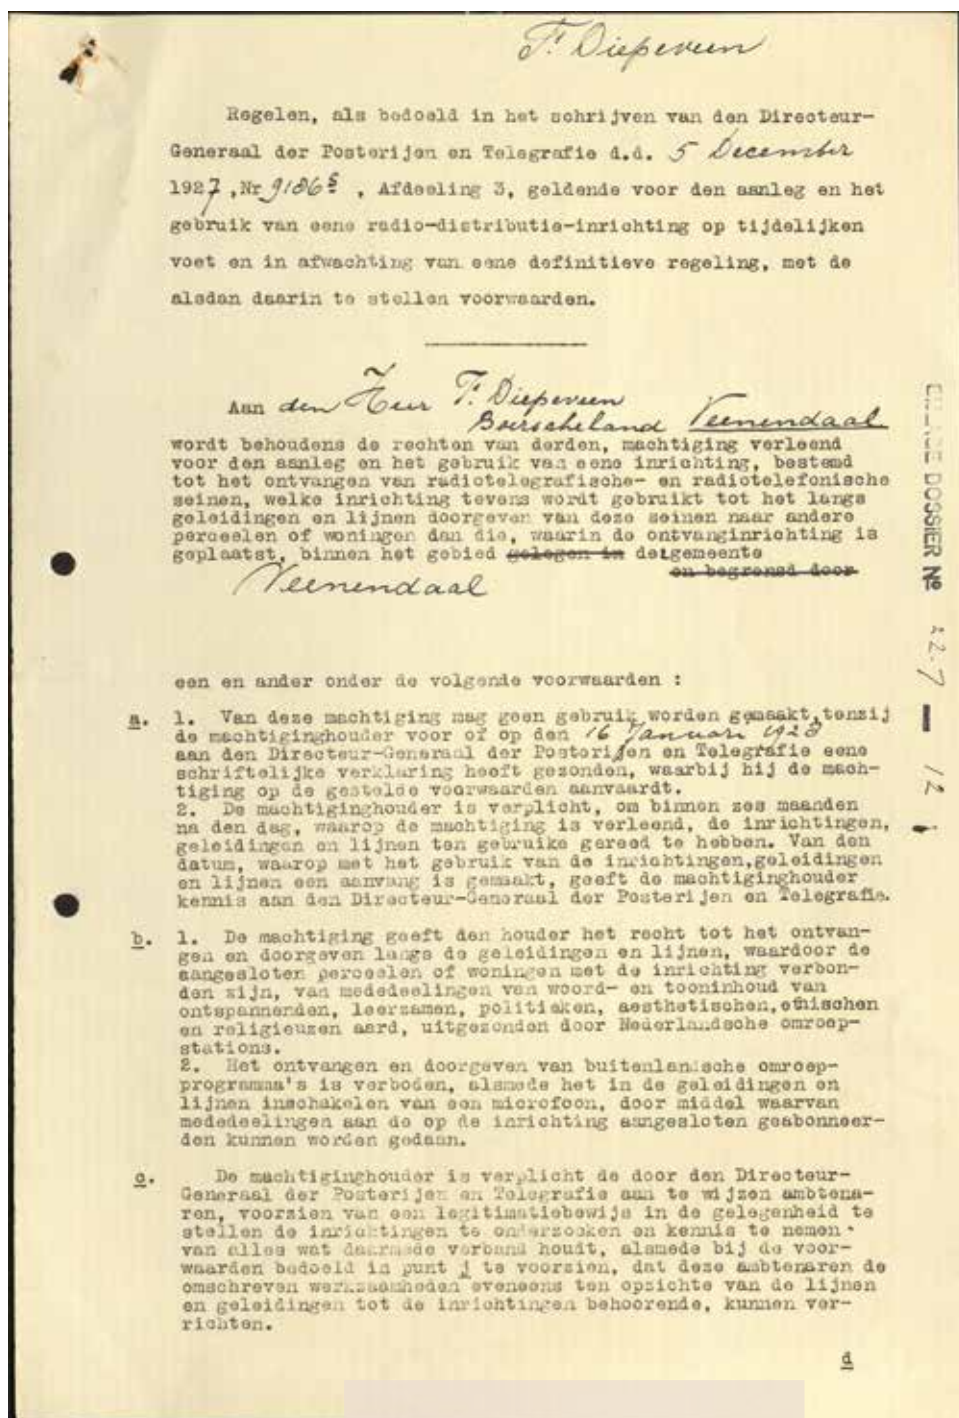 T. Diepeveen
Regelen, als bedoeld in het schrijven van den Directeur-
Generaal der Posterijen en Telegrafie d.d. 5 December
1927, Nr 9186 S, Afdeeling 3, geldende voor den aanleg en het
gebruik van eene radio-distributie-inrichting op tijdelijken
voet en in afwachting van eene definitieve regeling, met de
alsdan daarin te stellen voorwaarden.
Aan den Heer T. Diepeveen
Veenendaal
wordt behoudens de rechten van derden, machtiging verleend
voor den aanleg en het gebruik van eene inrichting, bestemd
tot het ontvangen van radiotelegrafische- en radiotelefonische
seinen, welke inrichting tevens wordt gebruikt tot het langs
geleidingen en lijnen doorgeven van deze seinen naar andere
perceelen of woningen dan die, waarin de ontvanginrichting is
geplaatst, binnen het gebied gelegen in de gemeente
en begrensd door
Veenendaal
een en ander onder de volgende voorwaarden :
a. 1. Van deze machtiging mag geen gebruik worden gemaakt, tenzij
de machtiginghouder voor of op den 16 Januari 1928
aan den Directeur-Generaal der Posterijen en Telegrafie eene
schriftelijke verklaring heeft gezonden, waarbij hij de mach-
tiging op de gestelde voorwaarden aanvaardt.
2. De machtiginghouder is verplicht, om binnen zes maanden
na den dag, waarop de machtiging is verleend, de inrichtingen,
geleidingen en lijnen ten gebruike gereed te hebben. Van den
datum, waarop met het gebruik van de inrichtingen,geleidingen
en lijnen een aanvang is gemaakt, geeft de machtiginghouder
kennis aan den Directeur-Generaal der Posterijen en Telegrafie.
b. 1. De machtiging geeft den houder het recht tot het ontvan-
gen en doorgeven langs de geleidingen en lijnen, waardoor de
aangesloten perceelen of woningen met de inrichting verbon-
den zijn, van mededeelingen van woord- en tooninhoud van
ontspannenden, leerzamen, politieken, aesthetischen,ethischen
en religieuzen aard, uitgezonden door Nederlandsche omroep-
stations.
2. Het ontvangen en doorgeven van buitenlandsche omroep-
programma's is verboden, alsmede het in de geleidingen en
lijnen inschakelen van een microfoon, door middel waarvan
mededeelingen aan de op de inrichting aangesloten geabonneer-
den kunnen worden gedaan.
c. De machtiginghouder is verplicht de door den Directeur-
Generaal der Posterijen en Telegrafie aan te wijzen ambtena-
ren, voorzien van een legitimatiebewijs in de gelegenheid te
stellen de inrichtingen te onderzoeken en kennis te nemen
van alles wat daarmede verband houdt, alsmede bij de voor-
waarden bedoeld in punt j te voorzien, dat deze ambtenaren de
omschreven werkzaamheden eveneens ten opzichte van de lijnen
en geleidingen tot de inrichtingen behoorende, kunnen ver-
richten.
d
DOSSIER No 22.7 - 12